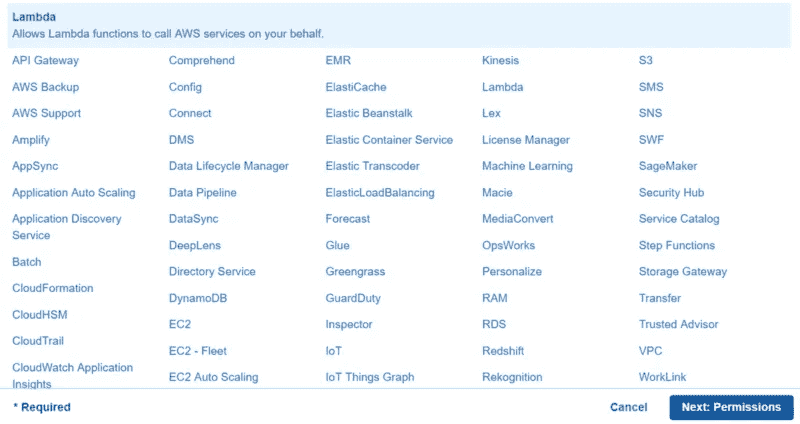 Lambda
Allows Lambda functions to call AWS services on your behalf.
API Gateway
AWS Backup
AWS Support
Amplify
AppSync
Application Auto Scaling
Application Discovery
Service
Batch
CloudFormation
CloudHSM
CloudTrail
CloudWatch Application
Insights
Comprehend
Config
Connect
DMS
Data Lifecycle Manager
Data Pipeline
DataSync
DeepLens
Directory Service
DynamoDB
EC2
EC2 - Fleet
EC2 Auto Scaling
EMR
ElastiCache
Elastic Beanstalk
Elastic Container Service
Elastic Transcoder
ElasticLoadBalancing
Forecast
Glue
Greengrass
GuardDuty
Inspector
IoT
IoT Things Graph
Kinesis
Lambda
Lex
License Manager
Machine Learning
Macie
MediaConvert
OpsWorks
Personalize
RAM
RDS
Redshift
Rekognition
S3
SMS
SNS
SWF
SageMaker
Security Hub
Service Catalog
Step Functions
Storage Gateway
Transfer
Trusted Advisor
VPC
WorkLink
* Required
Cancel
Next: Permissions